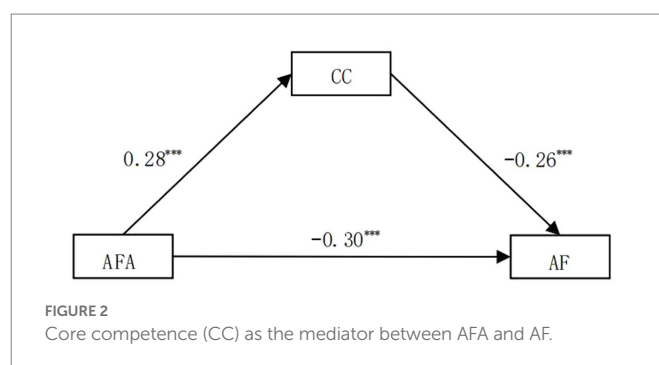 CC
0.28***
-0.26***
-0.30***
AFA
AF
FIGURE 2
Core competence (CC) as the mediator between AFA and AF.